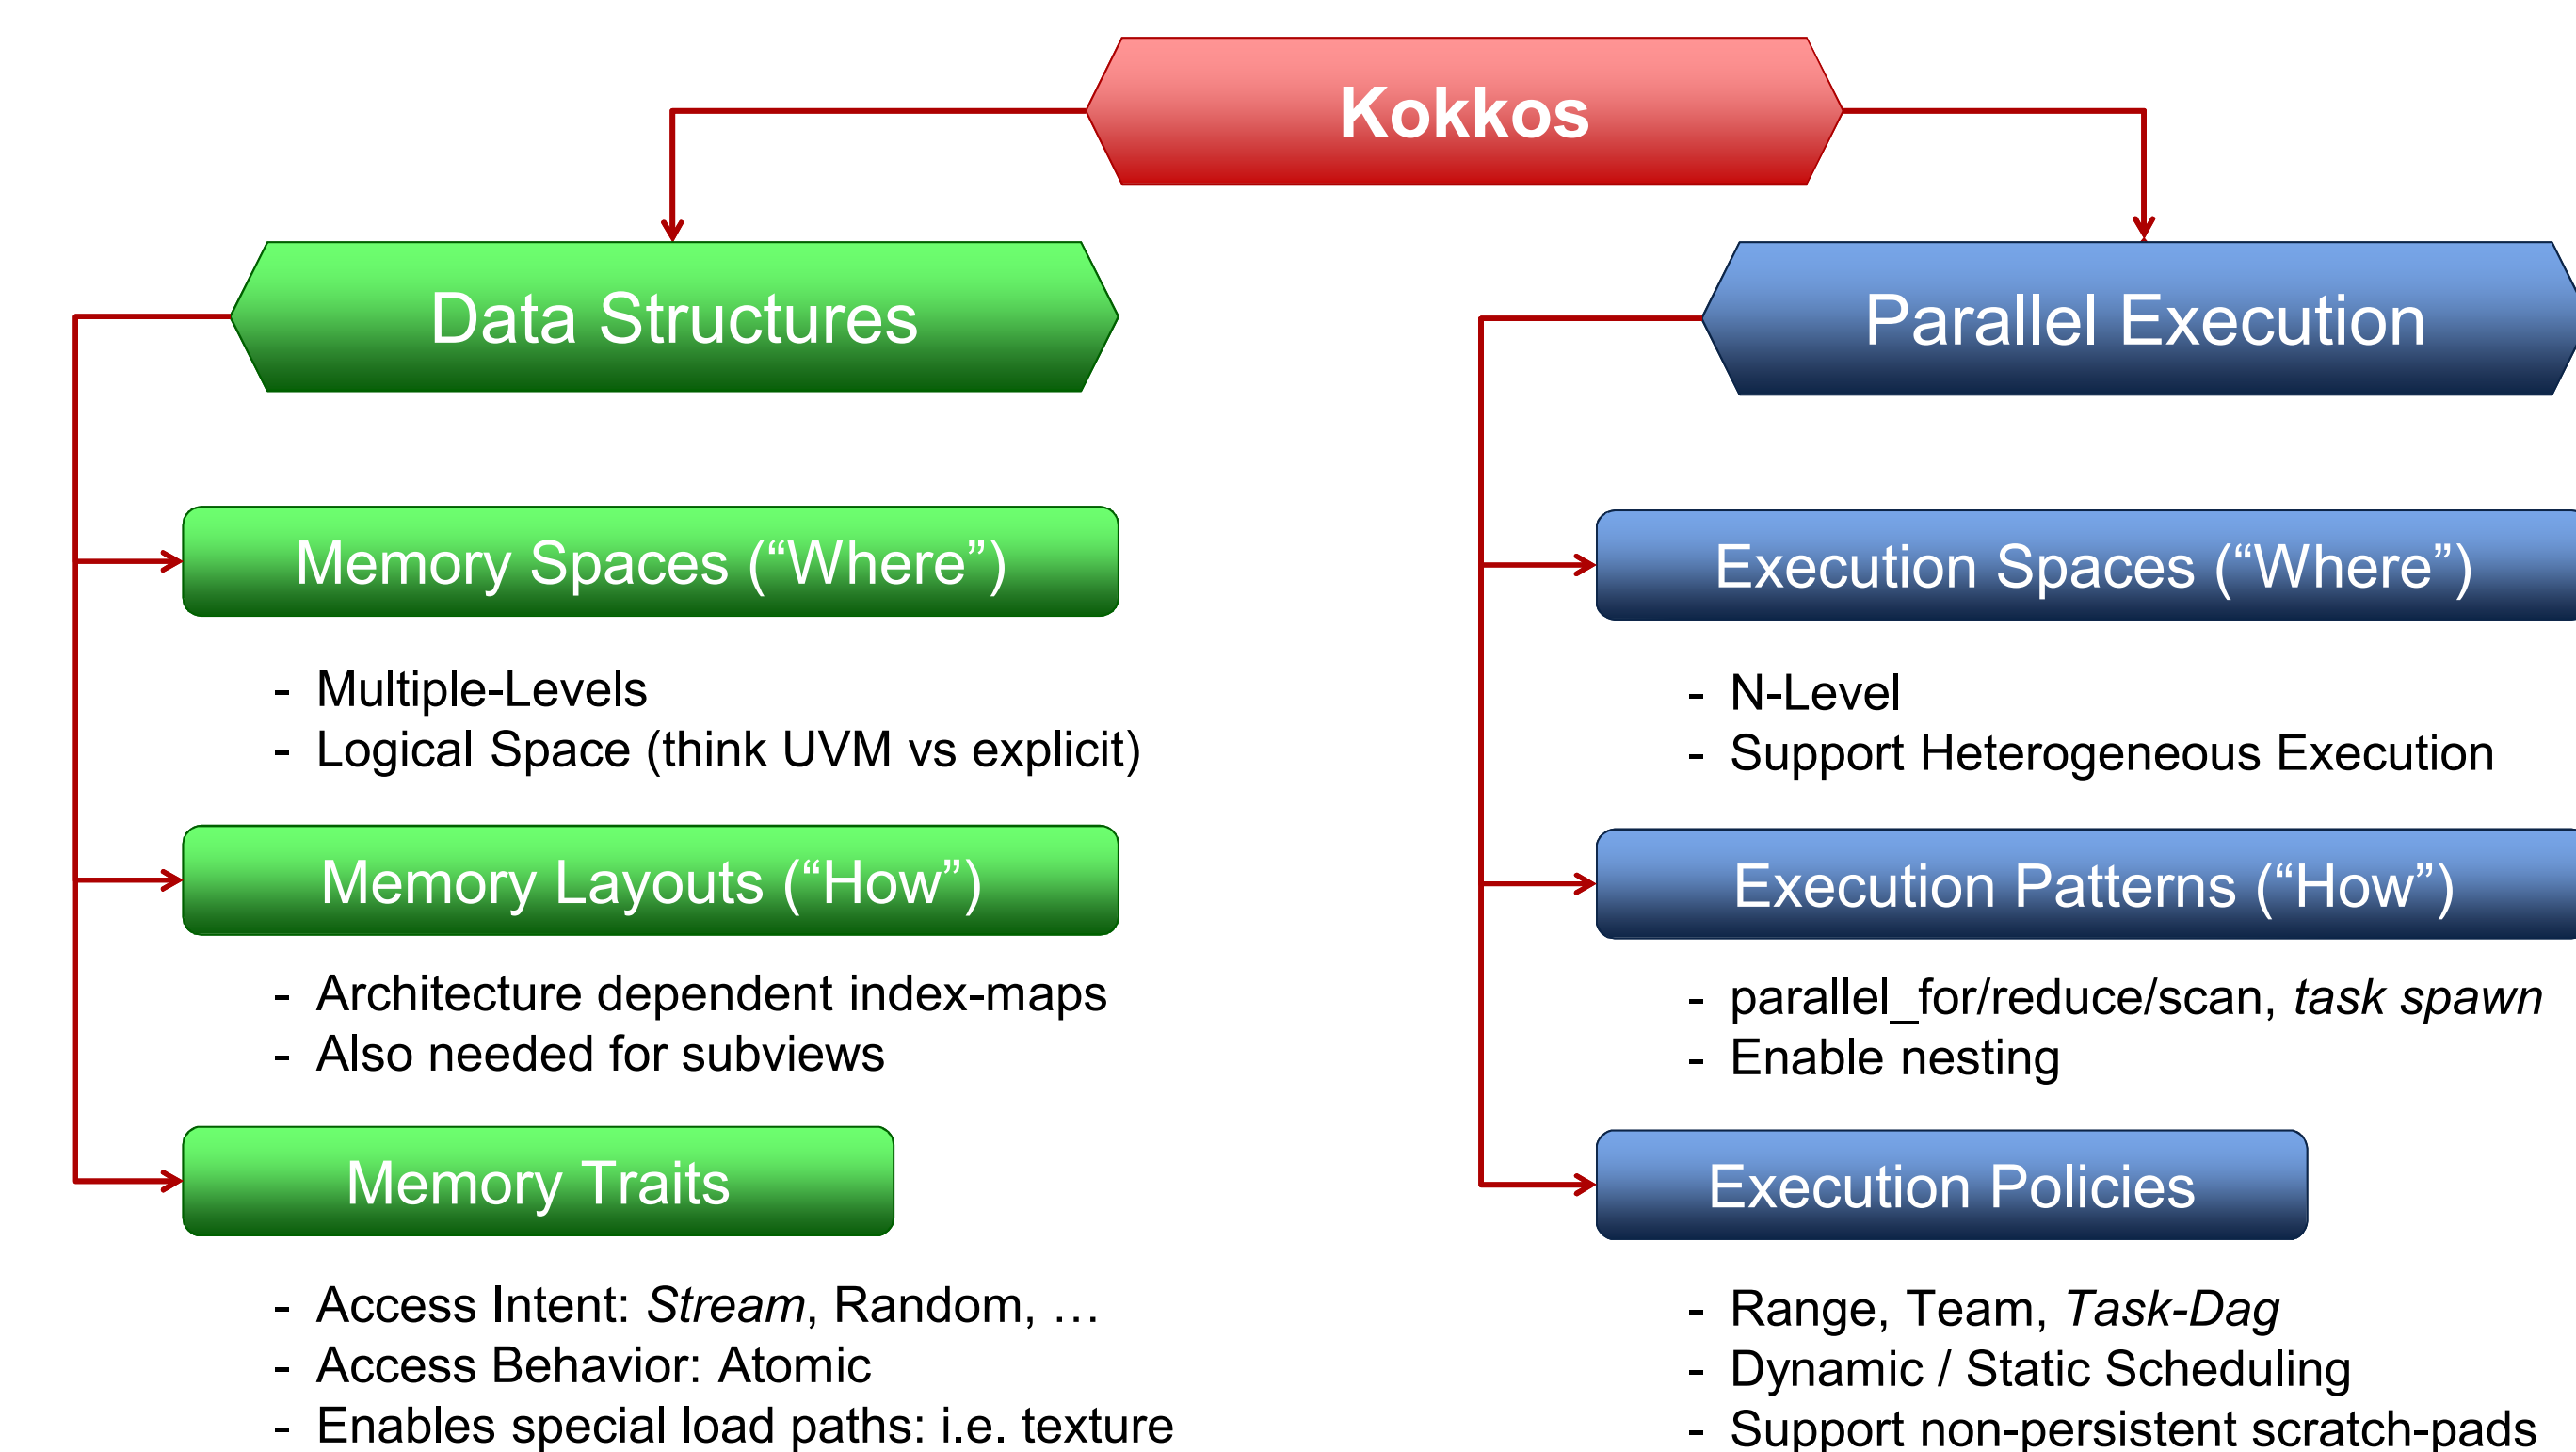 Kokkos
Data Structures
Memory Spaces (“Where”)
- Multiple-Levels
- Logical Space (think UVM vs explicit)
Memory Layouts (“How”)
- Architecture dependent index-maps
- Also needed for subviews
Memory Traits
- Access Intent: Stream, Random, …
- Access Behavior: Atomic
- Enables special load paths: i.e. texture
Parallel Execution
Execution Spaces (“Where”)
- N-Level
- Support Heterogeneous Execution
Execution Patterns (“How”)
- parallel_for/reduce/scan, task spawn
- Enable nesting
Execution Policies
- Range, Team, Task-Dag
- Dynamic / Static Scheduling
- Support non-persistent scratch-pads